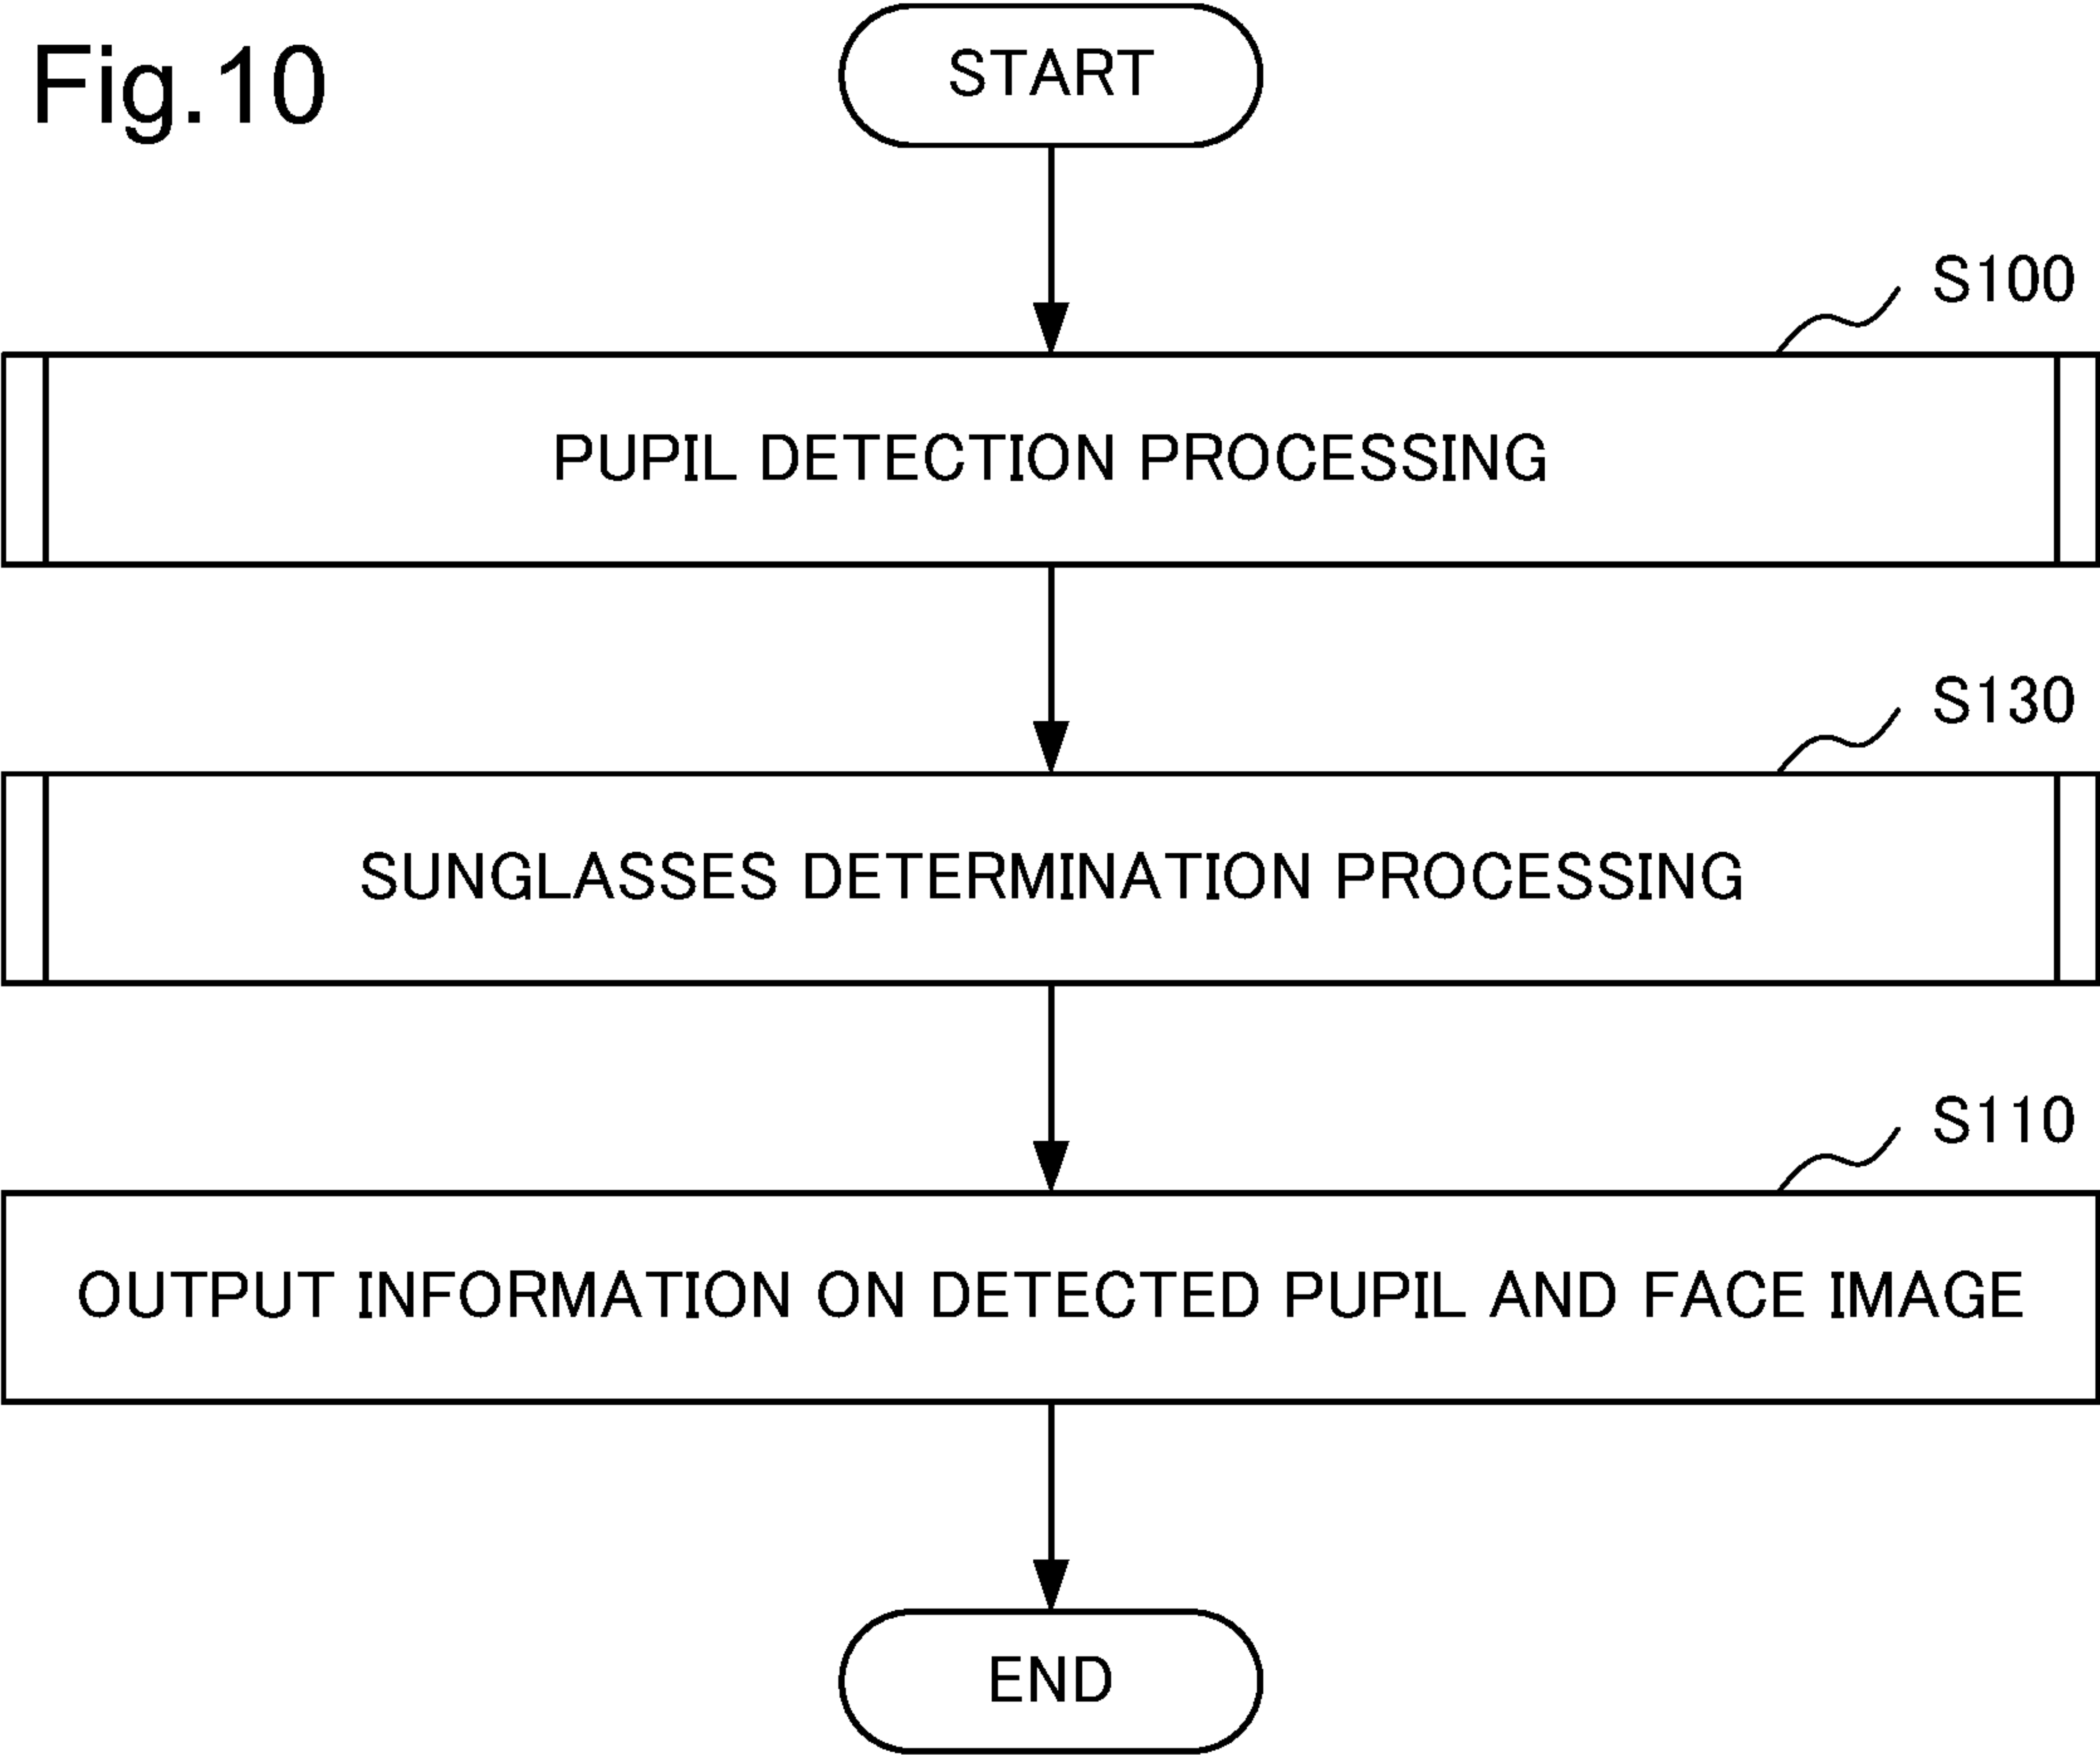 Fig.10
START
S100
PUPIL DETECTION PROCESSING
S130
SUNGLASSES DETERMINATION PROCESSING
S110
OUTPUT INFORMATION ON DETECTED PUPIL AND FACE IMAGE
END